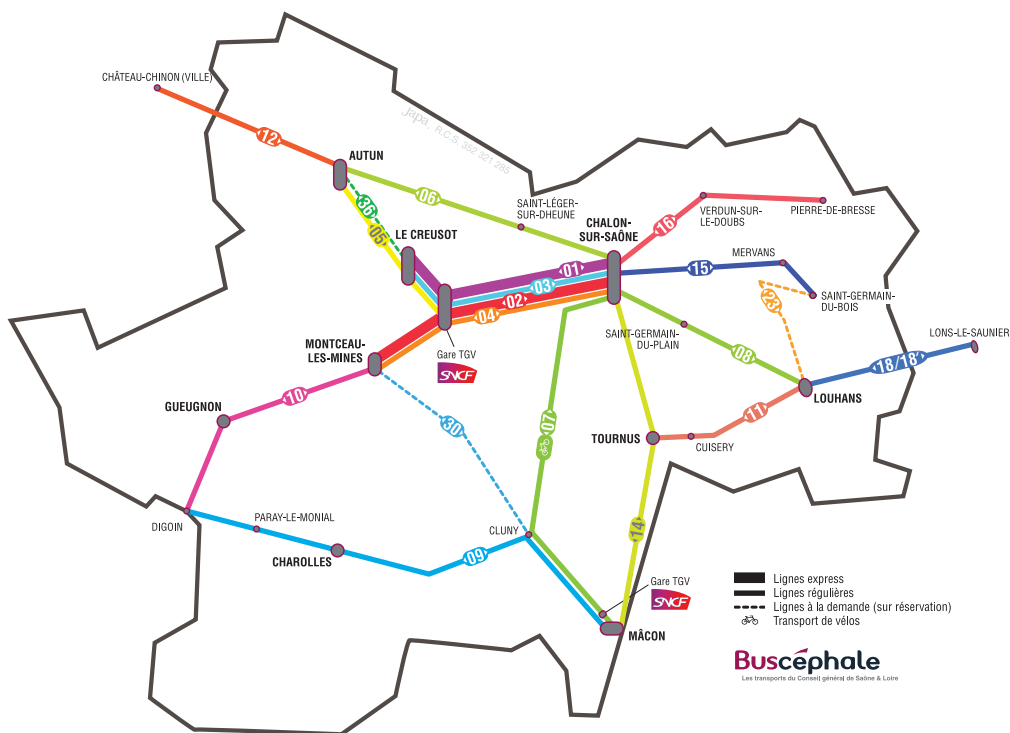 CHÂTEAU-CHINON (VILLE)
12
AUTUN
japa. R.C.S. 352 321 285
36
05
06
SAINT-LÉGER-
SUR-DHEUNE
LE CREUSOT
CHALON-
SUR-SAÔNE
16
VERDUN-SUR-
LE-DOUBS
PIERRE-DE-BRESSE
01
03
02
04
15
MERVANS
SAINT-GERMAIN-
DU-BOIS
23
MONTCEAU-
LES-MINES
Gare TGV
SNCF
SAINT-GERMAIN-
DU-PLAIN
08
LONS-LE-SAUNIER
18/18'
LOUHANS
10
GUEUGNON
30
07
TOURNUS
11
CUISERY
DIGOIN
PARAY-LE-MONIAL
CHAROLLES
09
CLUNY
14
Gare TGV
SNCF
MÂCON
Lignes express
Lignes régulières
Lignes à la demande (sur réservation)
Transport de vélos
Buscéphale
Les transports du Conseil général de Saône & Loire